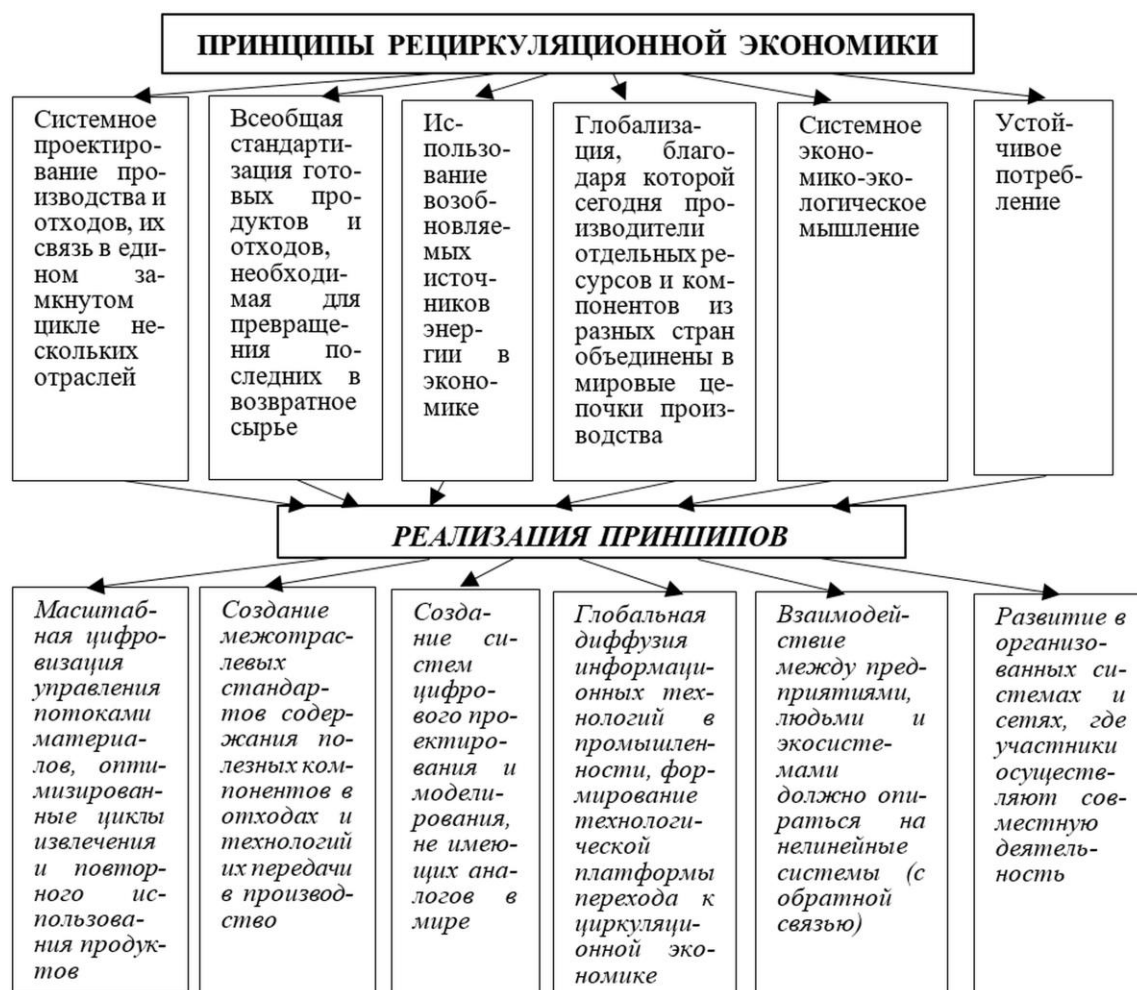 ПРИНЦИПЫ РЕЦИРКУЛЯЦИОННОЙ ЭКОНОМИКИ
Системное
проектиро-
вание про-
изводства и
отходов, их
связь в еди-
ном за-
мкнутом
цикле не-
скольких
отраслей
Всеобщая
стандарти-
зация гото-
вых про-
дуктов и
отходов,
необходи-
мая для
превраще-
ния по-
следних в
возвратное
сырье
Ис-
пользо-
вание
возоб-
новляе-
мых
источ-
ников
энер-
гии в
эконо-
мике
Глобализа-
ция, благо-
даря которой
сегодня про-
изводители
отдельных ре-
сурсов и ком-
понентов из
разных стран
объединены в
мировые це-
почки произ-
водства
Системное
эконо-
мико-эко-
логическое
мышление
Устой-
чивое
потреб-
ление
РЕАЛИЗАЦИЯ ПРИНЦИПОВ
Масштаб-
ная цифро-
визация
управления
потоками
материа-
лов, опти-
мизирован-
ные циклы
извлечения
и повтор-
ного ис-
пользова-
ния продук-
тов
Создание
межотрас-
левых
стандар-
тов содер-
жания по-
лезных ком-
понентов в
отходах и
технологий
их передачи
в производ-
ство
Созда-
ние си-
стем
цифро-
вого про-
ектиро-
вания и
модели-
рования,
не имею-
щих ана-
логов в
мире
Глобальная
диффузия
информаци-
онных тех-
нологий в
промышлен-
ности, фор-
мирование
технологи-
ческой
платформы
перехода к
циркуляци-
онной эко-
номике
Взаимодей-
ствие
между пред-
приятиями,
людьми и
экосисте-
мами
должно опи-
раться на
нелинейные
системы (с
обратной
связью)
Развитие в
организо-
ванных си-
стемах и
сетях, где
участники
осуществ-
ляют сов-
местную
деятель-
ность